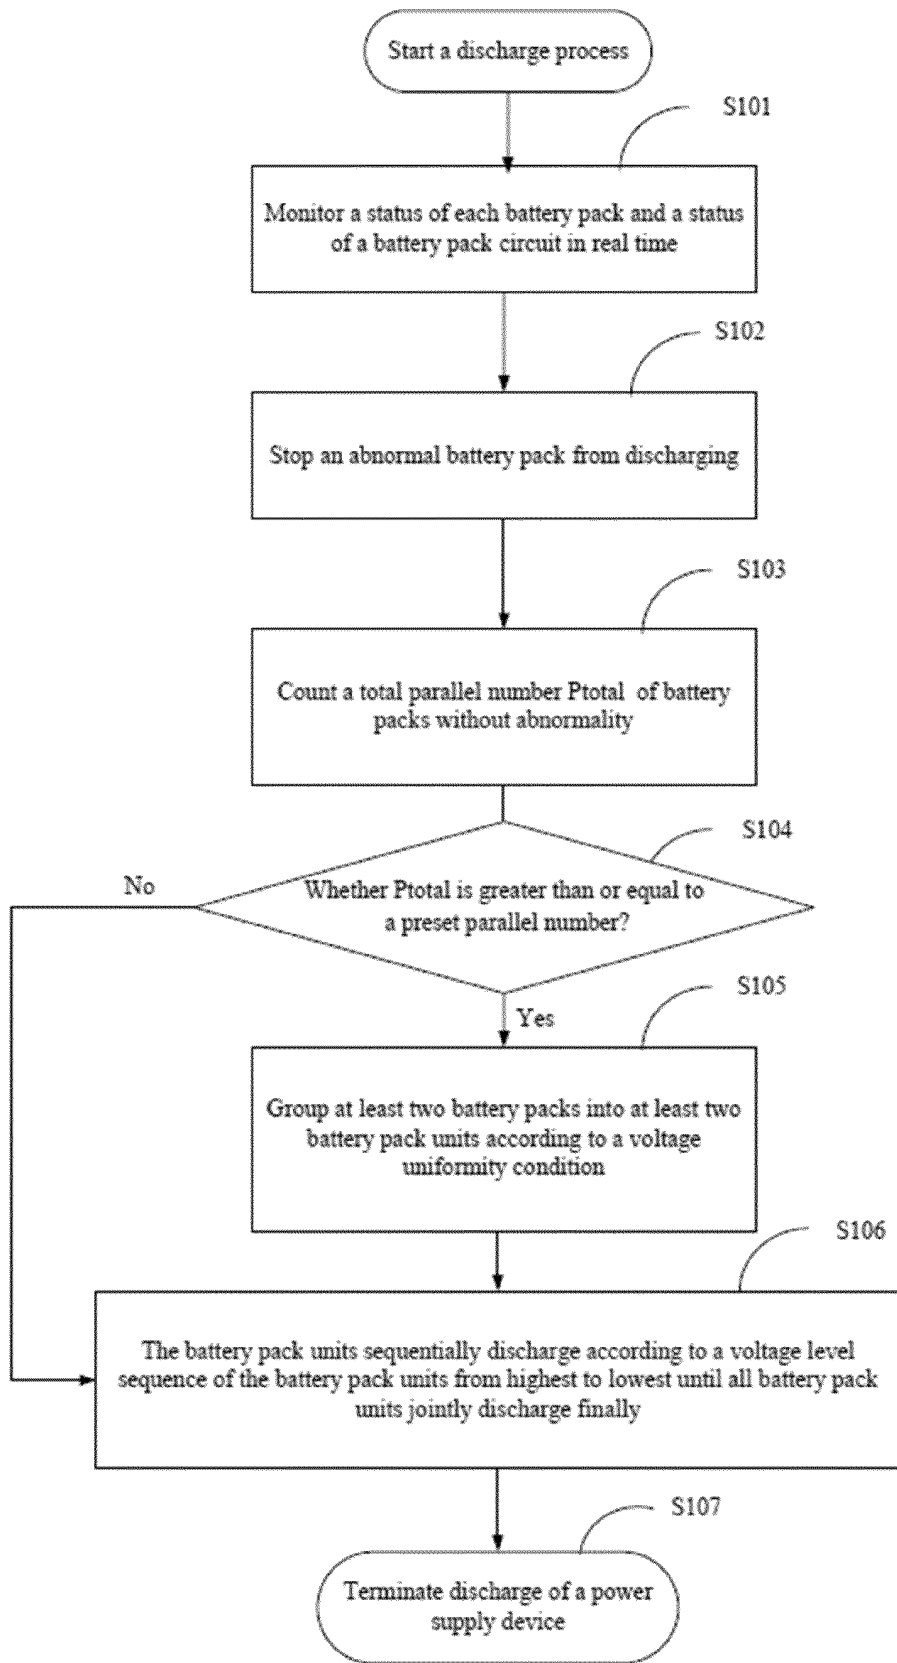 Start a discharge process
S101
Monitor a status of each battery pack and a status
of a battery pack circuit in real time
S102
Stop an abnormal battery pack from discharging
S103
Count a total parallel number Ptotal of battery
packs without abnormality
S104
No
Whether Ptotal is greater than or equal to
a preset parallel number?
S105
Yes
Group at least two battery packs into at least two
battery pack units according to a voltage
uniformity condition
S106
The battery pack units sequentially discharge according to a voltage level
sequence of the battery pack units from highest to lowest until all battery pack
units jointly discharge finally
S107
Terminate discharge of a power
supply device